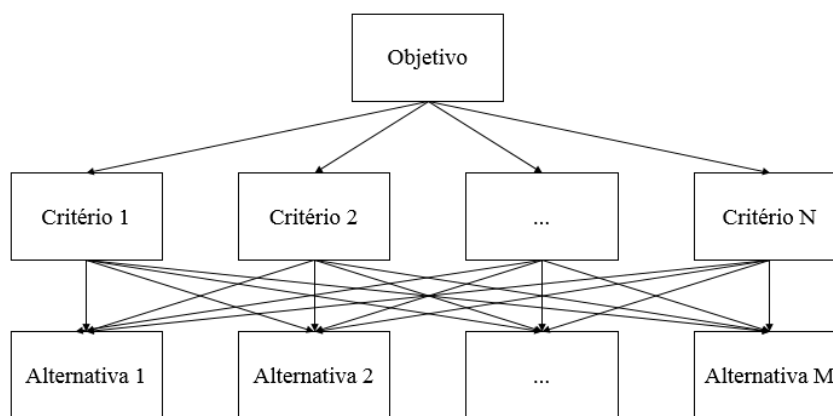 Objetivo
Critério 1
Critério 2
...
Critério N
Alternativa 1
Alternativa 2
...
Alternativa M